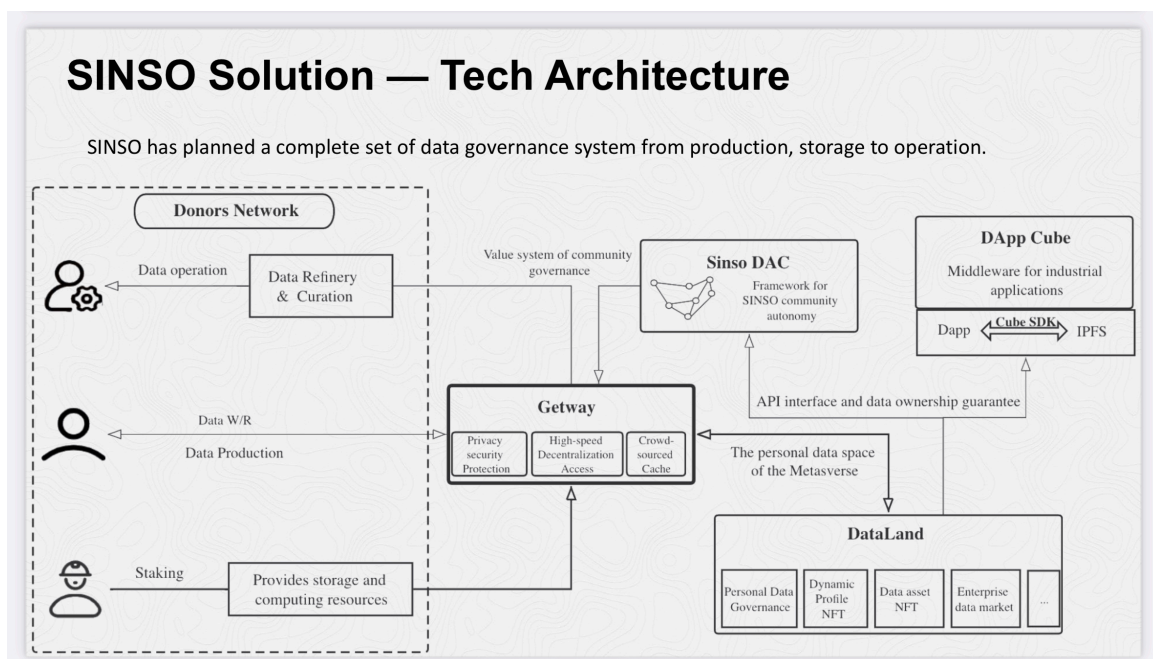 SINSO Solution — Tech Architecture
SINSO has planned a complete set of data governance system from production, storage to operation.
Donors Network
Data operation
Data Refinery
& Curation
Data W/R
Data Production
Staking
Provides storage and
computing resources
Value system of community
governance
Sinso DAC
Framework for
SINSO community
autonomy
DApp Cube
Middleware for industrial
applications
Dapp
Cube SDK
IPFS
API interface and data ownership guarantee
Getway
Privacy
security
Protection
High-speed
Decentralization
Access
Crowd-
sourced
Cache
The personal data space
of the Metasverse
DataLand
Personal Data
Governance
Dynamic
Profile
NFT
Data asset
NFT
Enterprise
data market
...